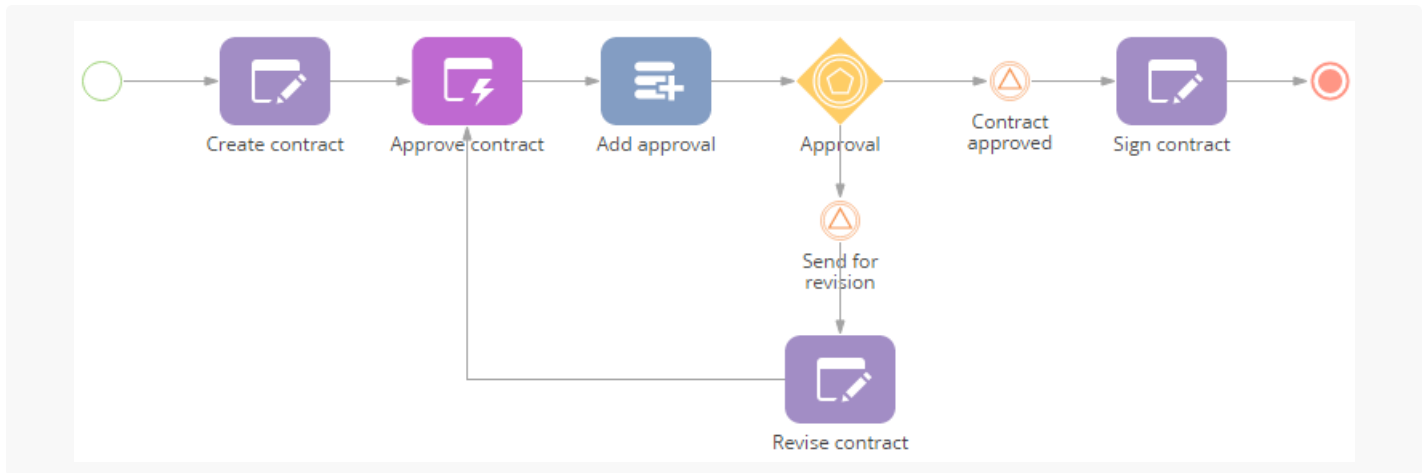 Create contract
Approve contract
Add approval
Approval
Contract
approved
Sign contract
Send for
revision
Revise contract